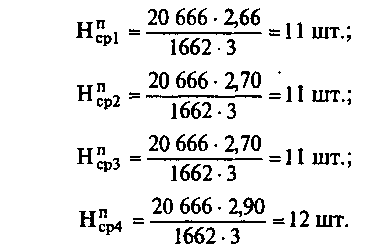 Н^п_ср1 = (20 666 · 2,66) / (1662 · 3) = 11 шт.;
Н^п_ср2 = (20 666 · 2,70) / (1662 · 3) = 11 шт.;
Н^п_ср3 = (20 666 · 2,70) / (1662 · 3) = 11 шт.;
Н^п_ср4 = (20 666 · 2,90) / (1662 · 3) = 12 шт.